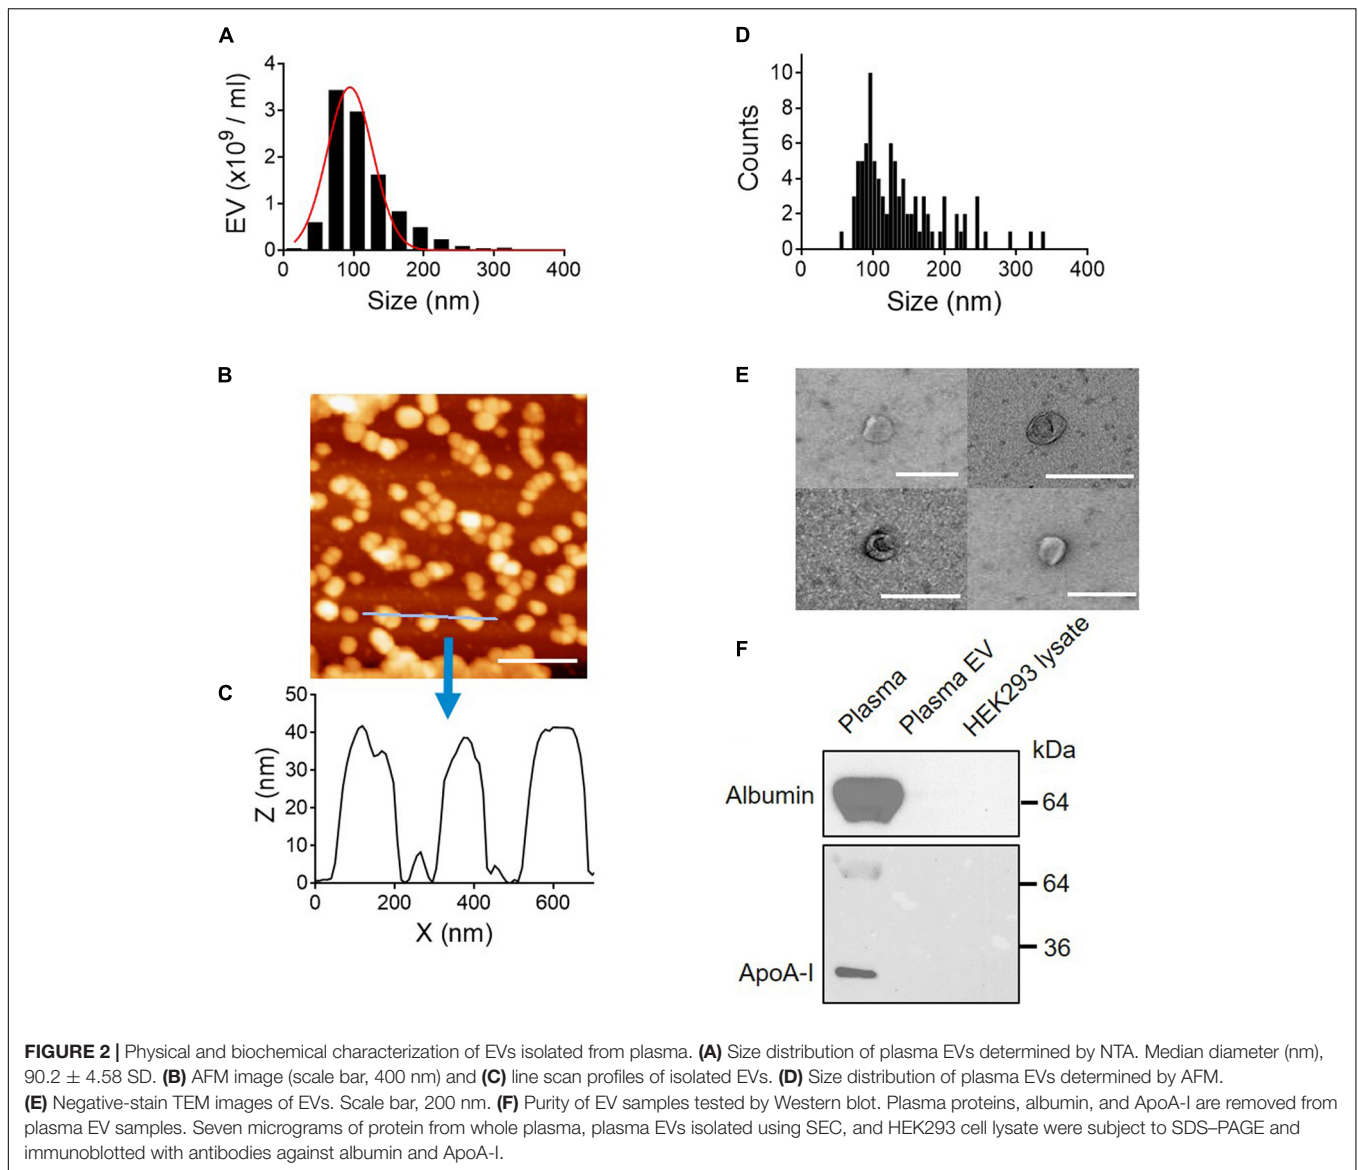 A
EV (x10⁹ / ml)
4
3
2
1
0
0 100 200 300 400
Size (nm)
D
Counts
10
8
6
4
2
0
0 100 200 300 400
Size (nm)
B
C
Z (nm)
50
40
30
20
10
0
0 200 400 600
X (nm)
E
F
Plasma
Plasma EV
HEK293 lysate
kDa
Albumin
64
64
36
ApoA-I
FIGURE 2 | Physical and biochemical characterization of EVs isolated from plasma. (A) Size distribution of plasma EVs determined by NTA. Median diameter (nm),
90.2 ± 4.58 SD. (B) AFM image (scale bar, 400 nm) and (C) line scan profiles of isolated EVs. (D) Size distribution of plasma EVs determined by AFM.
(E) Negative-stain TEM images of EVs. Scale bar, 200 nm. (F) Purity of EV samples tested by Western blot. Plasma proteins, albumin, and ApoA-I are removed from
plasma EV samples. Seven micrograms of protein from whole plasma, plasma EVs isolated using SEC, and HEK293 cell lysate were subject to SDS–PAGE and
immunoblotted with antibodies against albumin and ApoA-I.